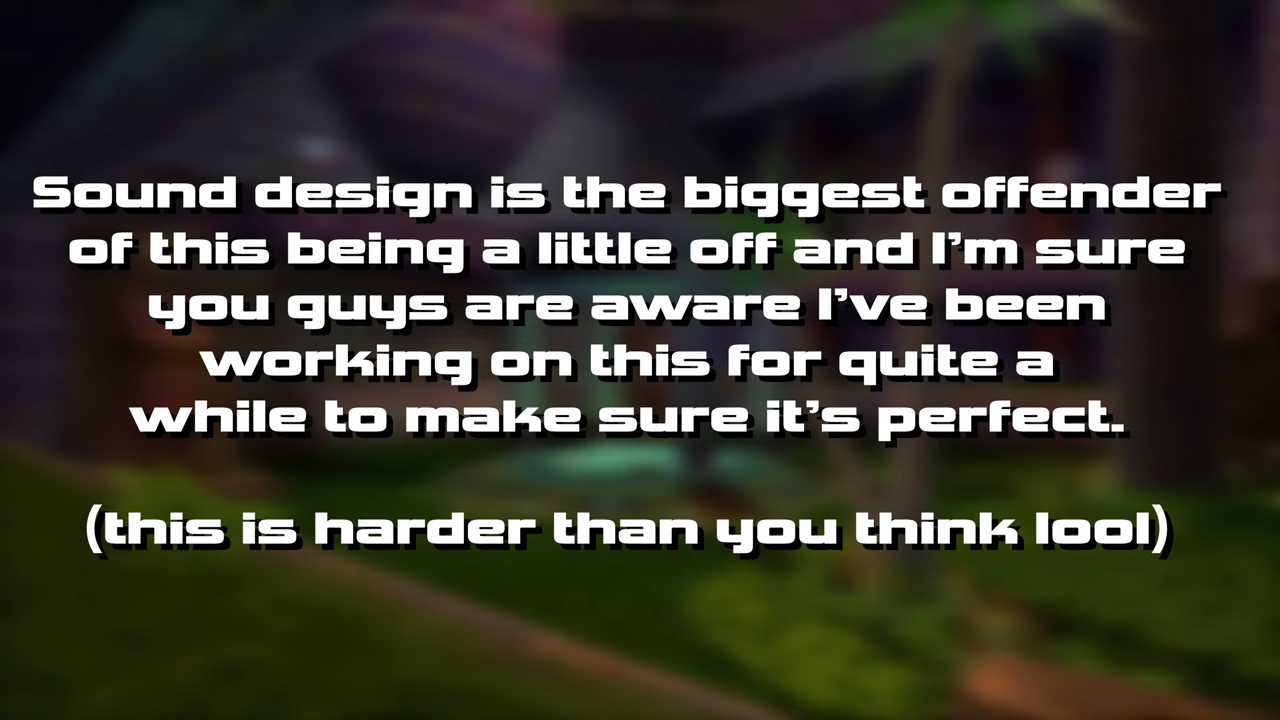 Sound design is the biggest offender
of this being a little off and I'm sure
you guys are aware I've been
working on this for quite a
while to make sure it's perfect.
(this is harder than you think lool)